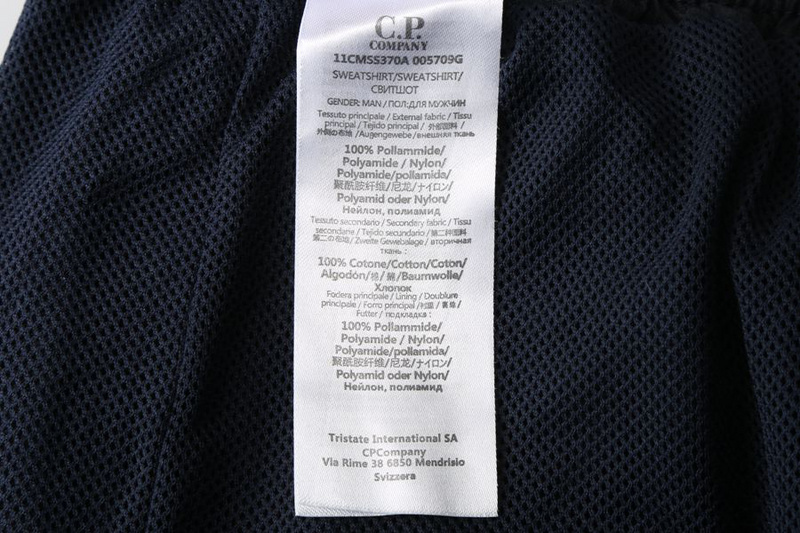 C.P.
COMPANY
11CMSS370A 005709G
SWEATSHIRT/SWEATSHIRT/
СВИТШОТ
GENDER: MAN / ПОЛ:ДЛЯ МУЖЧИН
Tessuto principale / External fabric / Tissu
principal / Tejido principal / 外部面料 /
外側の布地 / Augengewebe / внешняя ткань
100% Pollammide/
Polyamide / Nylon/
Polyamide/pollamida/
聚酰胺纤维/尼龙/ナイロン/
Polyamid oder Nylon/
Нейлон, полиамид
Tessuto secondario / Secondery fabric / Tissu
secondaire / Tejido secundario / 第二种面料
第二の布地 / Zweite Gewebalage / вторичная
ткань :
100% Cotone/Cotton/Coton/
Algodón/棉/綿/Baumwolle/
Хлопок
Fodera principale / Lining / Doublure
principale / Forro principal /衬里 / 裏地 /
Futter / подкладка :
100% Pollammide/
Polyamide / Nylon/
Polyamide/pollamida/
聚酰胺纤维/尼龙/ナイロン/
Polyamid oder Nylon/
Нейлон, полиамид
Tristate International SA
CPCompany
Via Rime 38 6850 Mendrisio
Svizzera